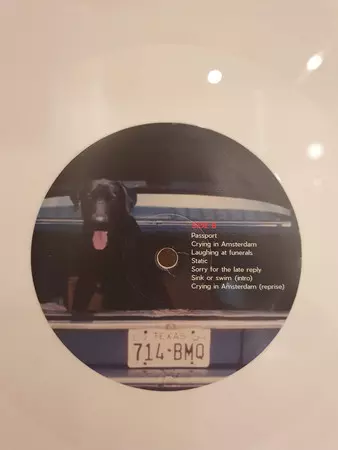 SIDE B
Passport
Crying in Amsterdam
Laughing at funerals
Static
Sorry for the late reply
Sink or swim (intro)
Crying in Amsterdam (reprise)
TEXAS
714-BMQ